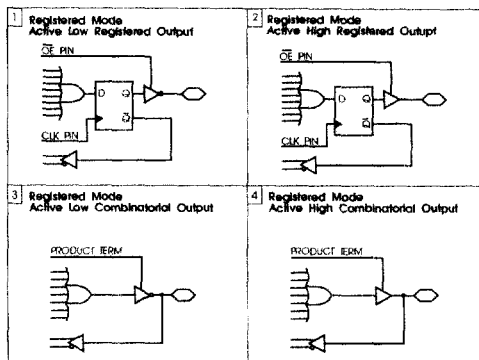 1 Registered Mode
Active Low Registered Output
OE PIN
D Q
Q
CLK PIN
2 Registered Mode
Active High Registered Outupt
OE PIN
D Q
Q
CLK PIN
3 Registered Mode
Active Low Combinatorial Output
PRODUCT TERM
4 Registered Mode
Active High Combinatorial Output
PRODUCT TERM